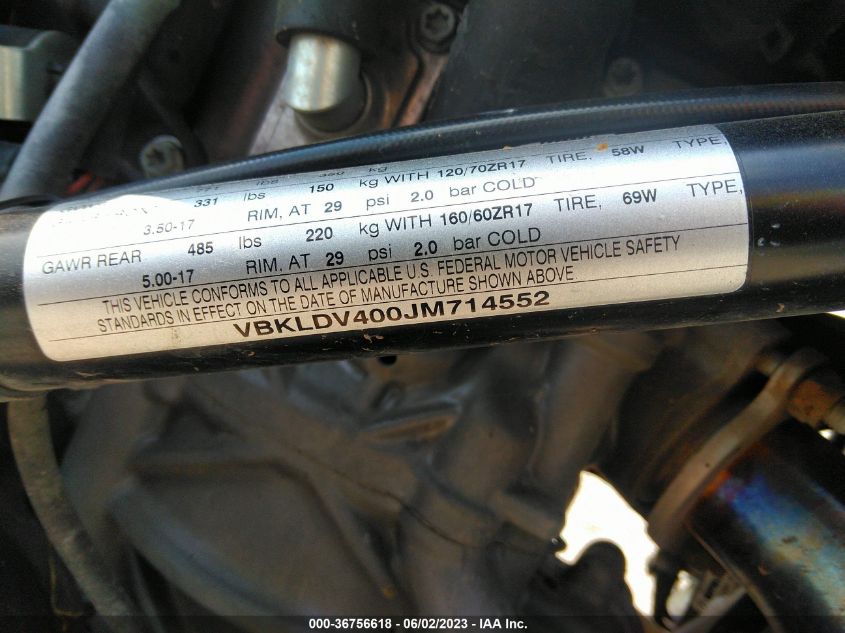 331 lbs 150 kg WITH 120/70ZR17 TIRE, 58W TYPE,
3.50-17 RIM, AT 29 psi 2.0 bar COLD
GAWR REAR 485 lbs 220 kg WITH 160/60ZR17 TIRE, 69W TYPE,
5.00-17 RIM, AT 29 psi 2.0 bar COLD
THIS VEHICLE CONFORMS TO ALL APPLICABLE U.S. FEDERAL MOTOR VEHICLE SAFETY
STANDARDS IN EFFECT ON THE DATE OF MANUFACTURE SHOWN ABOVE.
VBKLDV400JM714552
000-36756618 / 06/02/2023 - IAA Inc.